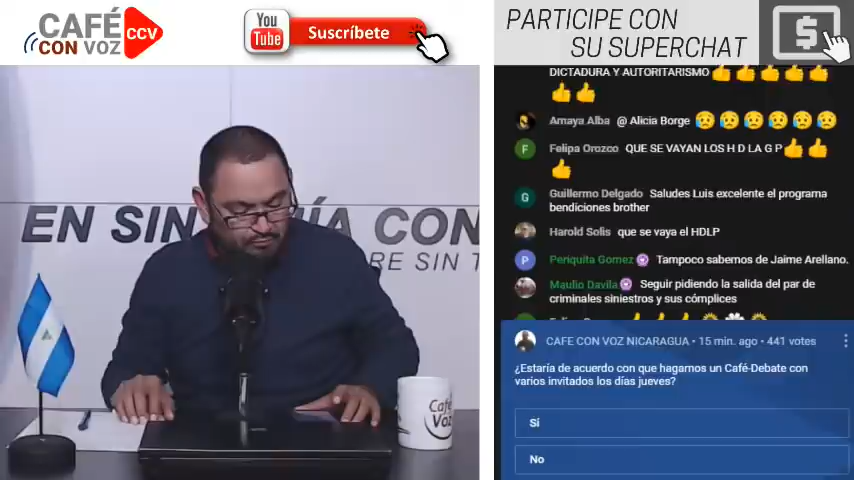 CAFÉ
CON VOZ
CCV
You
Tube
Suscríbete
PARTICIPE CON
SU SUPERCHAT
$
EN SIN
ÍA CON
RE SIN T
Café
Voz
DICTADURA Y AUTORITARISMO
Amaya Alba @ Alicia Borge
F
Felipa Orozco QUE SE VAYAN LOS H D LA G P
G
Guillermo Delgado Saludes Luis excelente el programa
bendiciones brother
Harold Solis que se vaya el HDLP
P
Periquita Gomez Tampoco sabemos de Jaime Arellano.
Maulio Davila Seguir pidiendo la salida del par de
criminales siniestros y sus cómplices
CAFE CON VOZ NICARAGUA • 15 min. ago • 441 votes
¿Estaría de acuerdo con que hagamos un Café-Debate con
varios invitados los días jueves?
Sí
No